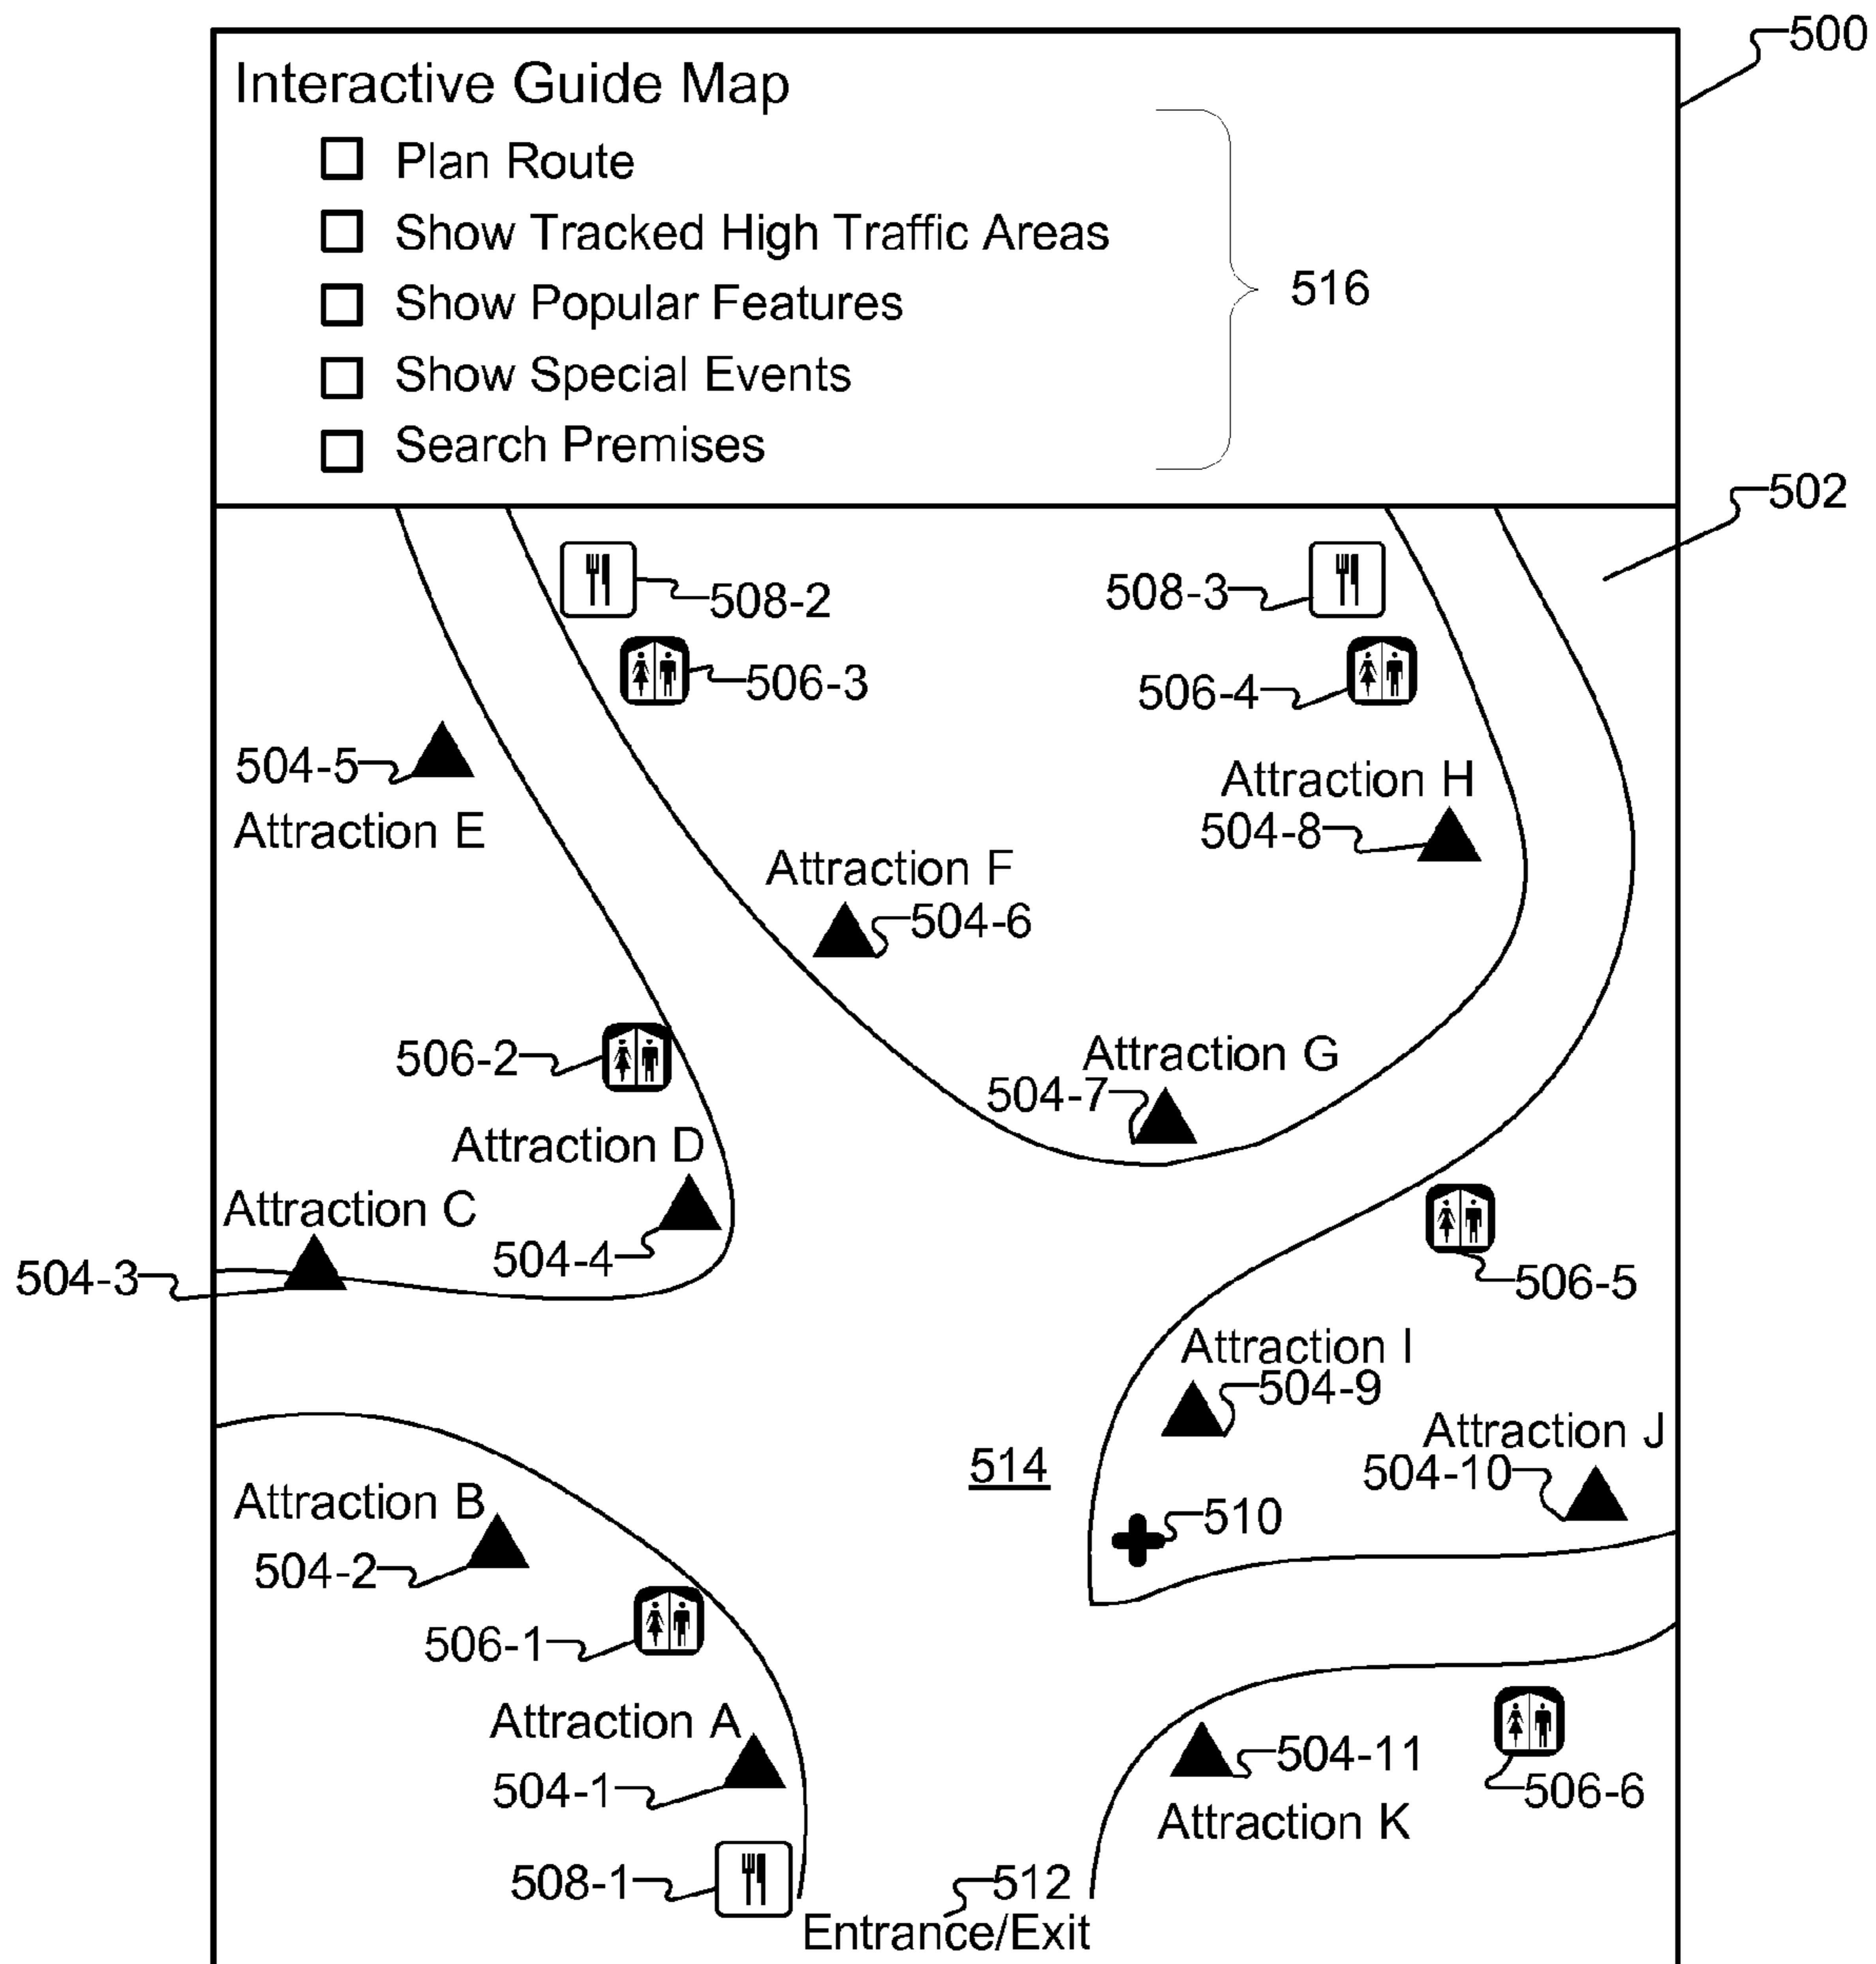 500
Interactive Guide Map
Plan Route
Show Tracked High Traffic Areas
Show Popular Features
Show Special Events
Search Premises
516
502
508-2
508-3
506-3
506-4
504-5
Attraction E
Attraction H
504-8
Attraction F
504-6
506-2
Attraction G
504-7
Attraction D
504-4
Attraction C
504-3
506-5
Attraction I
504-9
514
Attraction J
504-10
510
Attraction B
504-2
506-1
Attraction A
504-1
504-11
Attraction K
506-6
508-1
512
Entrance/Exit